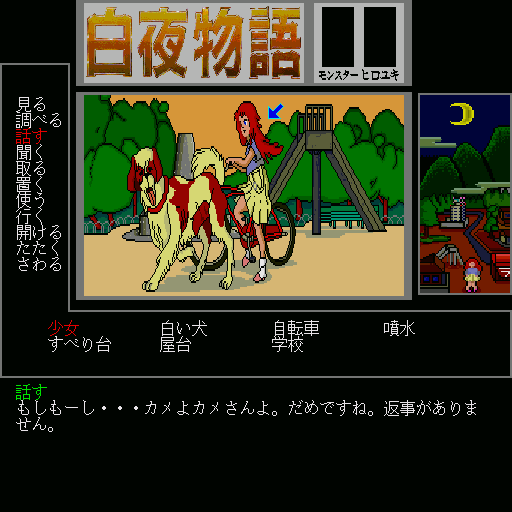 白夜物語
モンスター ヒロユキ
見る
調べる
話す
聞く
取る
置く
使う
行く
開ける
たたく
さわる
少女 白い犬 自転車 噴水
すべり台 屋台 学校
話す
もしもーし・・・カメよカメさんよ。だめですね。返事がありま
せん。